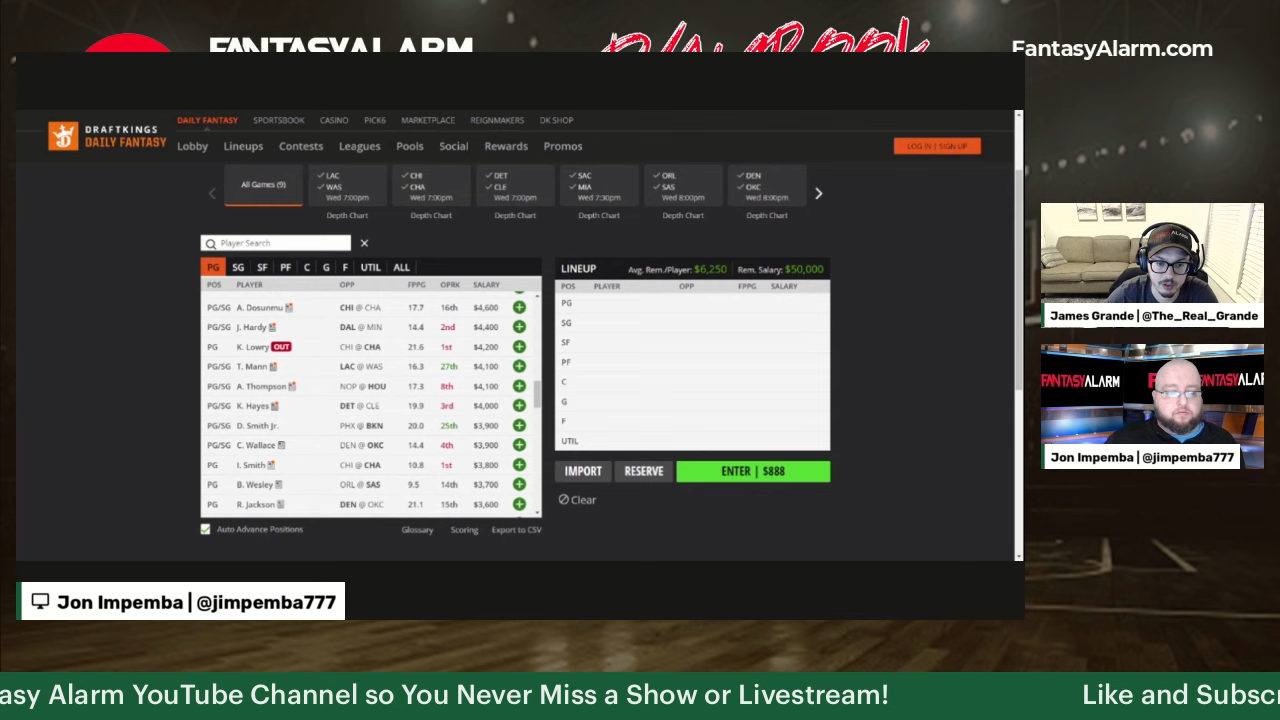 FANTASYALARM
PLAYBOOK
FantasyAlarm.com
DRAFTKINGS
DAILY FANTASY
DAILY FANTASY SPORTSBOOK CASINO PICK6 MARKETPLACE REIGNMAKERS DK SHOP
Lobby Lineups Contests Leagues Pools Social Rewards Promos
LOG IN | SIGN UP
All Games (9)
LAC
WAS
Wed 7:00pm
Depth Chart
CHI
CHA
Wed 7:00pm
Depth Chart
DET
CLE
Wed 7:00pm
Depth Chart
SAC
MIA
Wed 7:30pm
Depth Chart
ORL
SAS
Wed 8:00pm
Depth Chart
DEN
OKC
Wed 8:00pm
Depth Chart
Player Search
PG SG SF PF C G F UTIL ALL
POS PLAYER OPP FPPG OPRK SALARY
PG/SG A. Dosunmu CHI @ CHA 17.7 16th $4,600
PG/SG J. Hardy DAL @ MIN 14.4 2nd $4,400
PG K. Lowry OUT CHI @ CHA 21.6 1st $4,200
PG/SG T. Mann LAC @ WAS 16.3 27th $4,100
PG/SG A. Thompson NOP @ HOU 17.3 8th $4,100
PG/SG K. Hayes DET @ CLE 19.9 3rd $4,000
PG/SG D. Smith Jr. PHX @ BKN 20.0 25th $3,900
PG/SG C. Wallace DEN @ OKC 14.4 4th $3,900
PG I. Smith CHI @ CHA 10.8 1st $3,800
PG B. Wesley ORL @ SAS 9.5 14th $3,700
PG R. Jackson DEN @ OKC 21.1 15th $3,600
Auto Advance Positions Glossary Scoring Export to CSV
LINEUP Avg. Rem./Player: $6,250 Rem. Salary: $50,000
POS PLAYER OPP FPPG SALARY
PG
SG
SF
PF
C
G
F
UTIL
IMPORT RESERVE ENTER | $888
Clear
ALARM
James Grande | @The_Real_Grande
FANTASYALARM
FANTASYALAR
Jon Impemba | @jimpemba777
Jon Impemba | @jimpemba777
asy Alarm YouTube Channel so You Never Miss a Show or Livestream! Like and Subsc